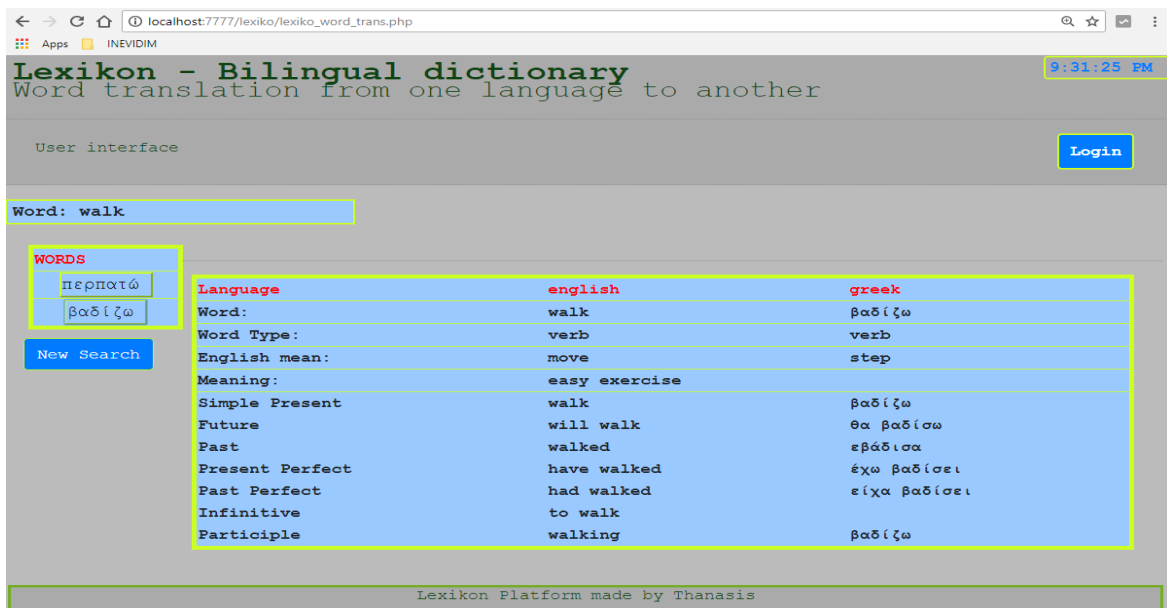 localhost:7777/lexiko/lexiko_word_trans.php
Apps INEVIDIM
Lexikon - Bilingual dictionary 9:31:25 PM
Word translation from one language to another
User interface Login
Word: walk
WORDS
περπατώ
βαδίζω
New Search
Language english greek
Word: walk βαδίζω
Word Type: verb verb
English mean: move step
Meaning: easy exercise
Simple Present walk βαδίζω
Future will walk θα βαδίσω
Past walked εβάδισα
Present Perfect have walked έχω βαδίσει
Past Perfect had walked είχα βαδίσει
Infinitive to walk
Participle walking βαδίζω
Lexikon Platform made by Thanasis